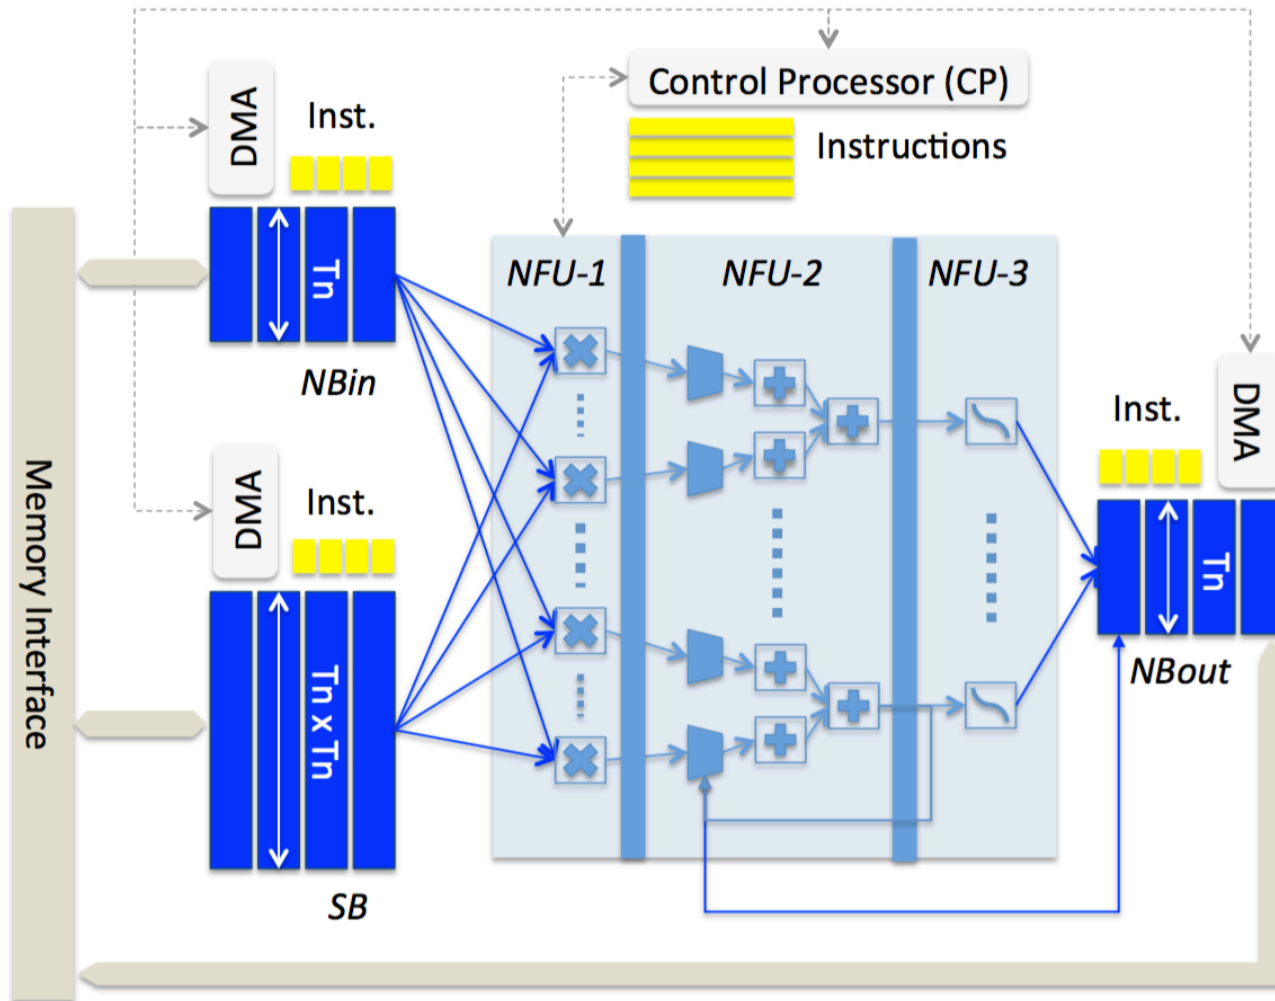 Control Processor (CP)
DMA
Inst.
Instructions
Tn
NBin
NFU-1
NFU-2
NFU-3
Memory Interface
DMA
Inst.
Tn x Tn
SB
Inst.
DMA
Tn
NBout